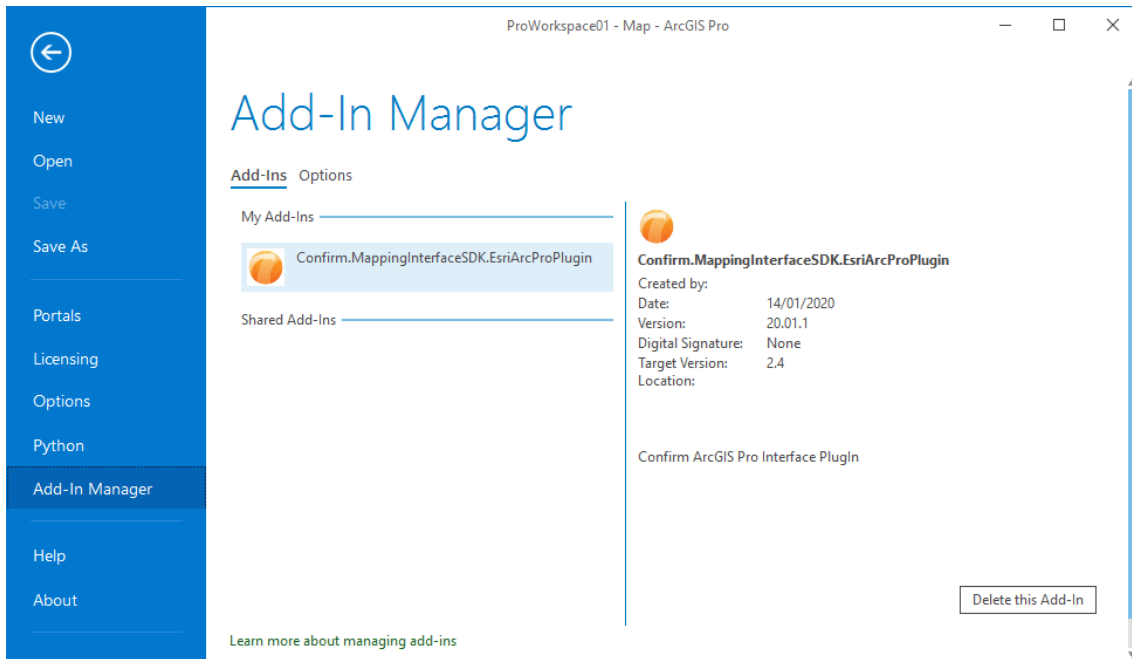 ProWorkspace01 - Map - ArcGIS Pro
New
Open
Save
Save As
Portals
Licensing
Options
Python
Add-In Manager
Help
About
Add-In Manager
Add-Ins Options
My Add-Ins
Confirm.MappingInterfaceSDK.EsriArcProPlugin
Shared Add-Ins
Confirm.MappingInterfaceSDK.EsriArcProPlugin
Created by:
Date: 14/01/2020
Version: 20.01.1
Digital Signature: None
Target Version: 2.4
Location:
Confirm ArcGIS Pro Interface PlugIn
Delete this Add-In
Learn more about managing add-ins